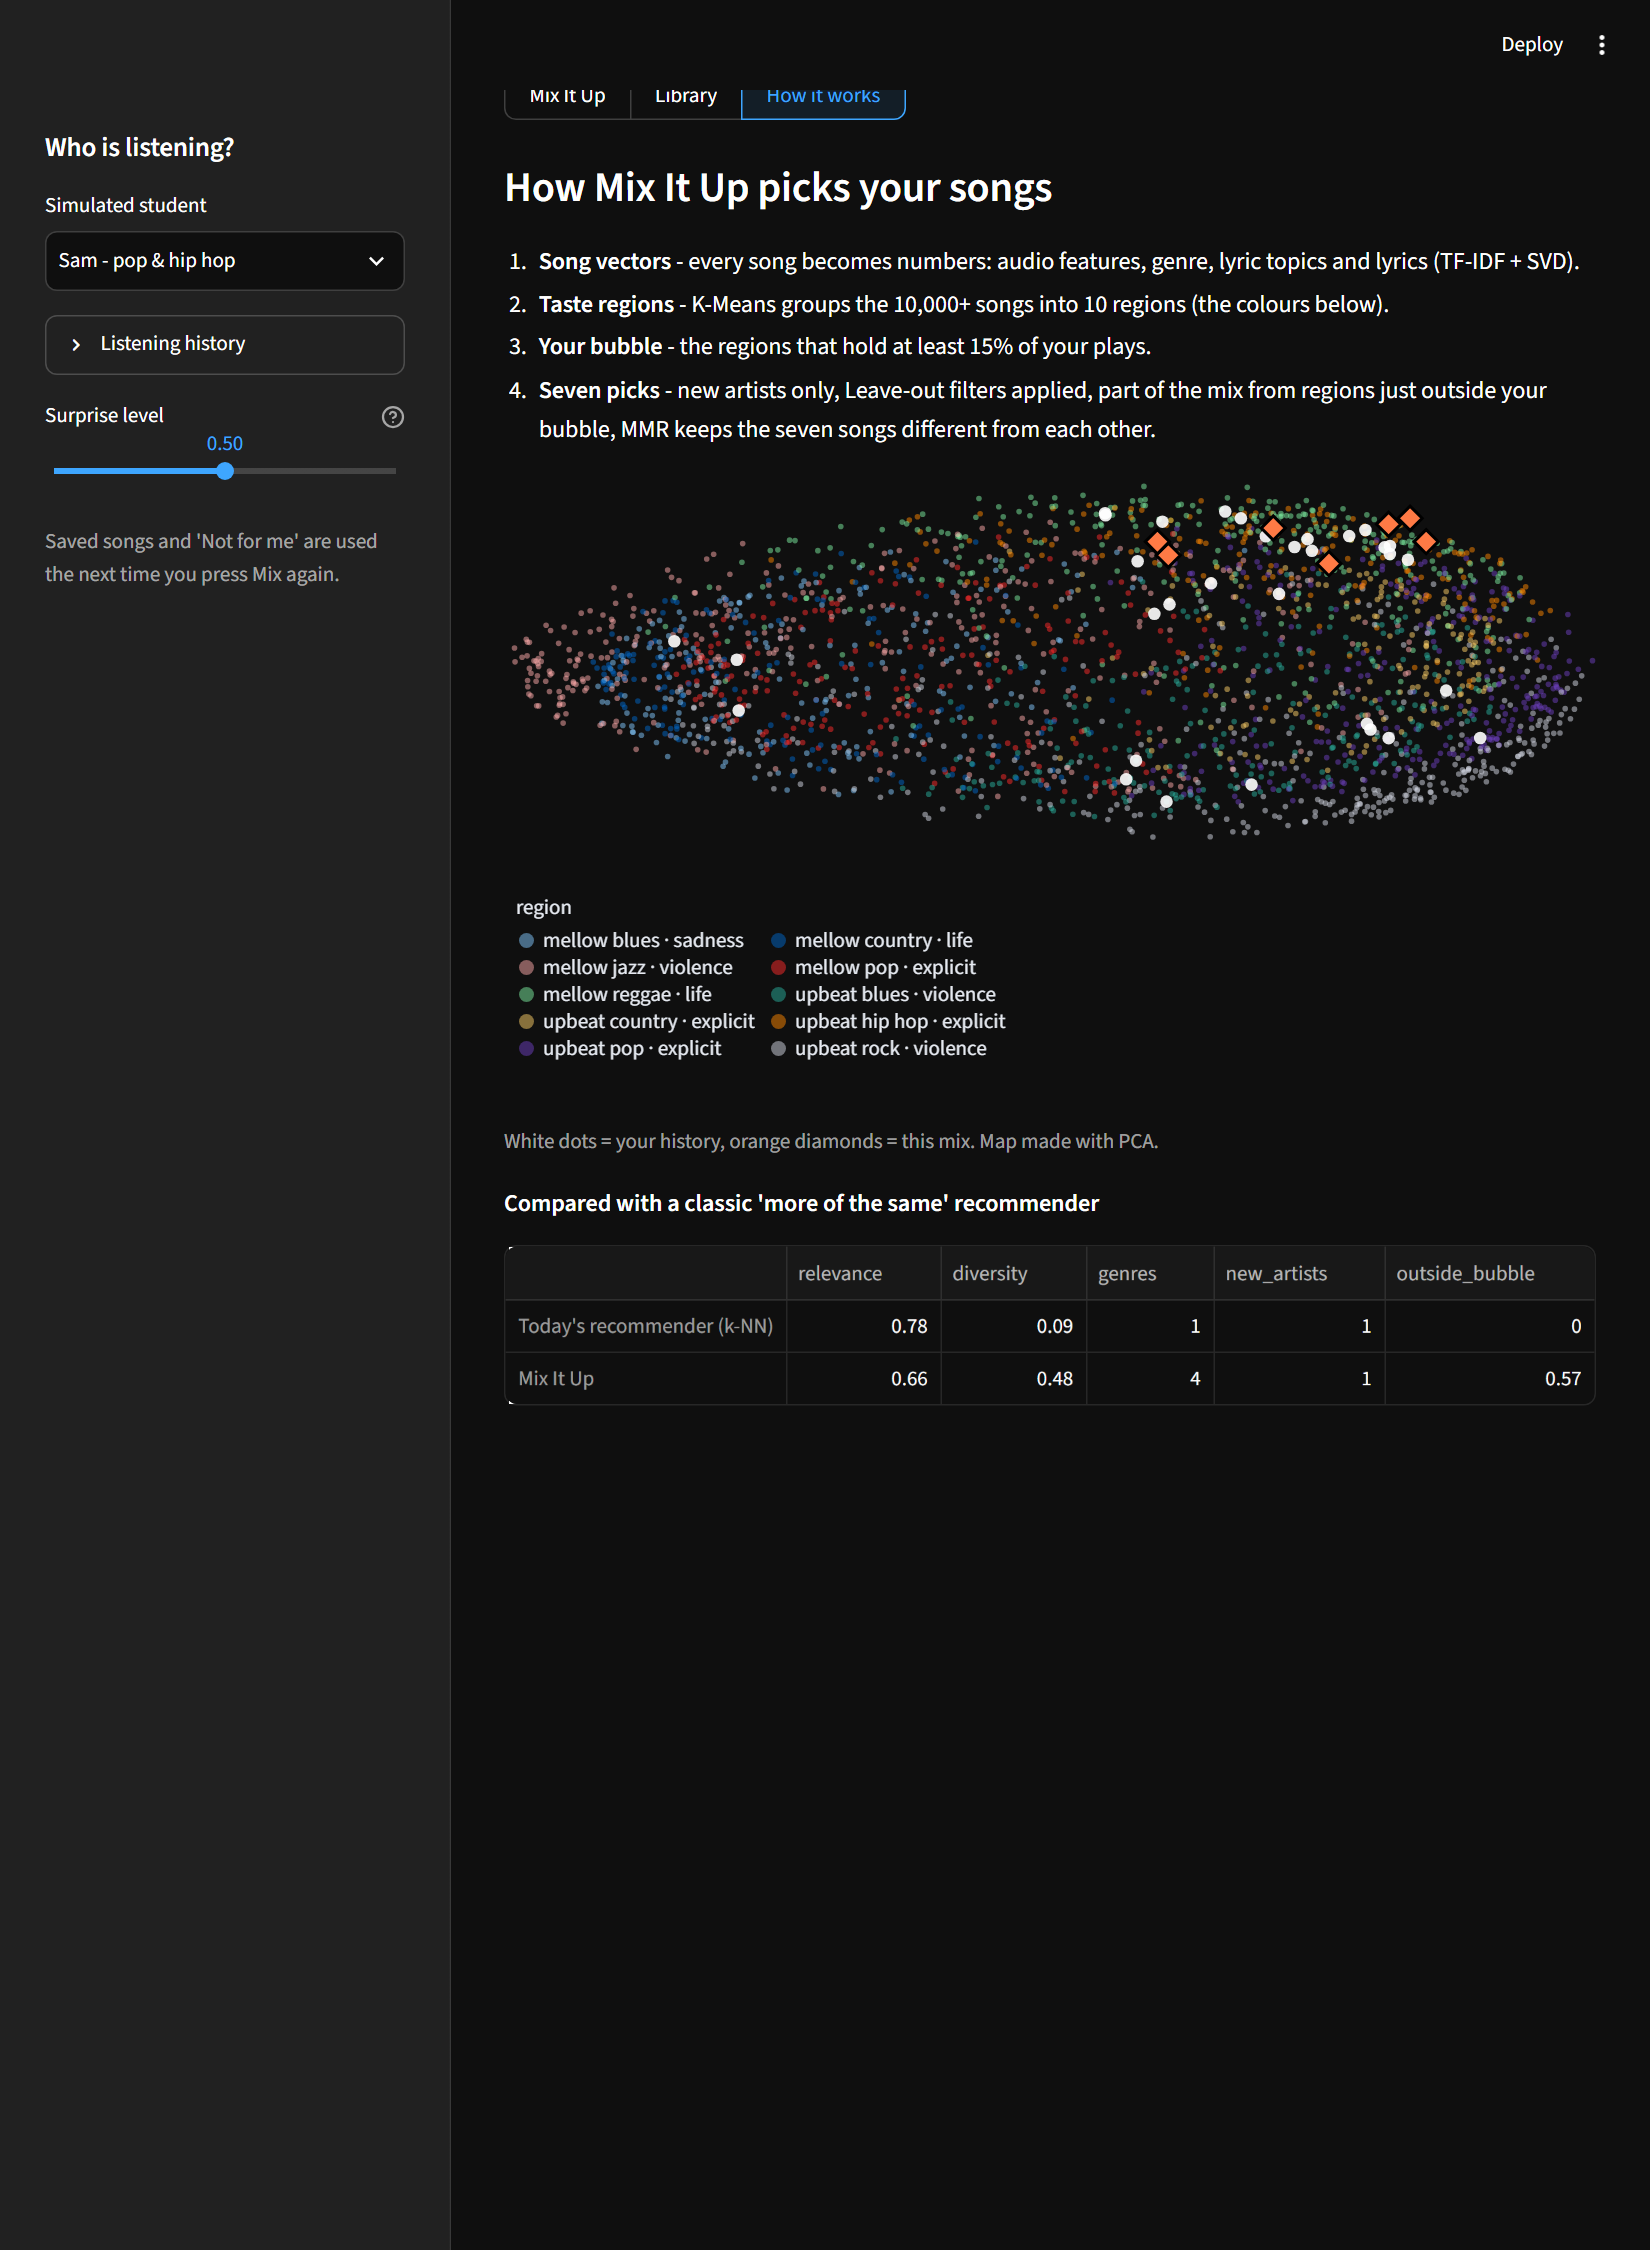 Deploy
Mix It Up Library How it works
Who is listening?
Simulated student
Sam - pop & hip hop
Listening history
Surprise level
0.50
Saved songs and 'Not for me' are used
the next time you press Mix again.
How Mix It Up picks your songs
1. Song vectors - every song becomes numbers: audio features, genre, lyric topics and lyrics (TF-IDF + SVD).
2. Taste regions - K-Means groups the 10,000+ songs into 10 regions (the colours below).
3. Your bubble - the regions that hold at least 15% of your plays.
4. Seven picks - new artists only, Leave-out filters applied, part of the mix from regions just outside your
bubble, MMR keeps the seven songs different from each other.
region
mellow blues · sadness mellow country · life
mellow jazz · violence mellow pop · explicit
mellow reggae · life upbeat blues · violence
upbeat country · explicit upbeat hip hop · explicit
upbeat pop · explicit upbeat rock · violence
White dots = your history, orange diamonds = this mix. Map made with PCA.
Compared with a classic 'more of the same' recommender
relevance diversity genres new_artists outside_bubble
Today's recommender (k-NN) 0.78 0.09 1 1 0
Mix It Up 0.66 0.48 4 1 0.57